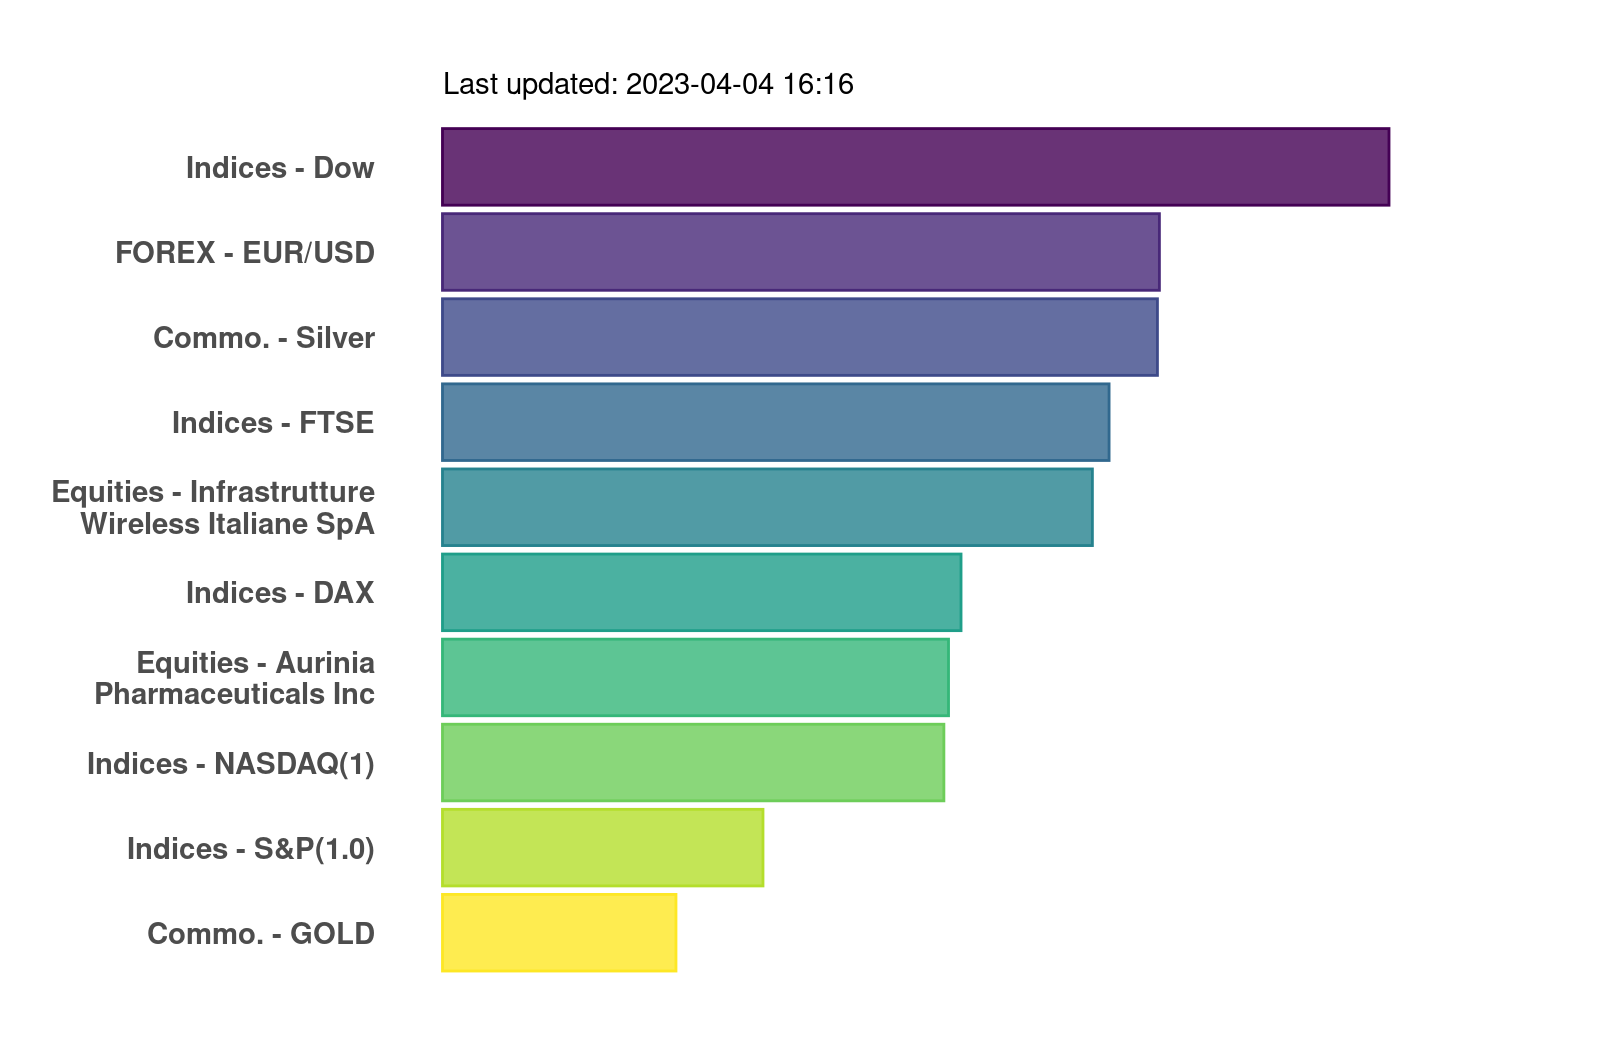 Last updated: 2023-04-04 16:16
Indices - Dow
FOREX - EUR/USD
Commo. - Silver
Indices - FTSE
Equities - Infrastrutture
Wireless Italiane SpA
Indices - DAX
Equities - Aurinia
Pharmaceuticals Inc
Indices - NASDAQ(1)
Indices - S&P(1.0)
Commo. - GOLD